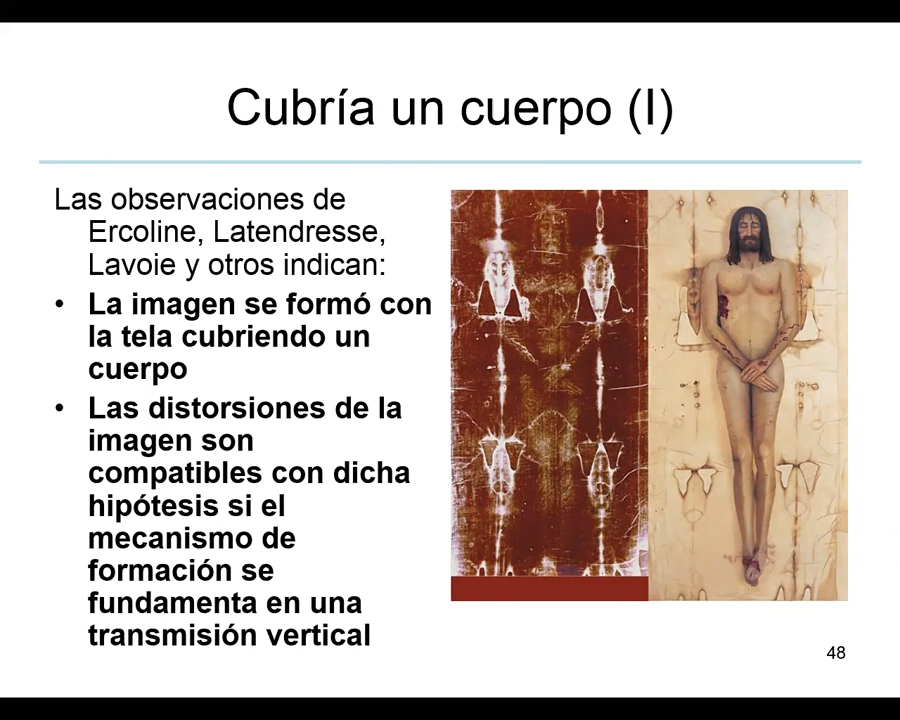 Cubría un cuerpo (I)
Las observaciones de
Ercoline, Latendresse,
Lavoie y otros indican:
• La imagen se formó con
la tela cubriendo un
cuerpo
• Las distorsiones de la
imagen son
compatibles con dicha
hipótesis si el
mecanismo de
formación se
fundamenta en una
transmisión vertical
48